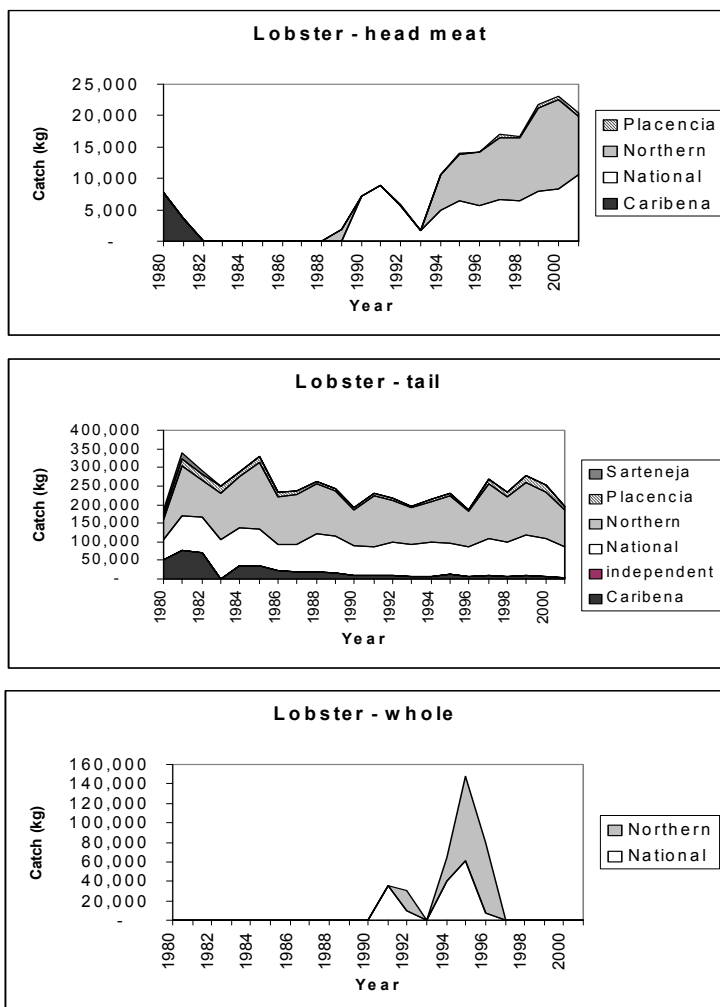 Lobster - head meat
25,000
20,000
15,000
10,000
5,000
-
Catch (kg)
1980
1982
1984
1986
1988
1990
1992
1994
1996
1998
2000
Year
Placencia
Northern
National
Caribena
Lobster - tail
400,000
350,000
300,000
250,000
200,000
150,000
100,000
50,000
-
Catch (kg)
1980
1982
1984
1986
1988
1990
1992
1994
1996
1998
2000
Year
Sarteneja
Placencia
Northern
National
independent
Caribena
Lobster - whole
160,000
140,000
120,000
100,000
80,000
60,000
40,000
20,000
-
Catch (kg)
1980
1982
1984
1986
1988
1990
1992
1994
1996
1998
2000
Year
Northern
National